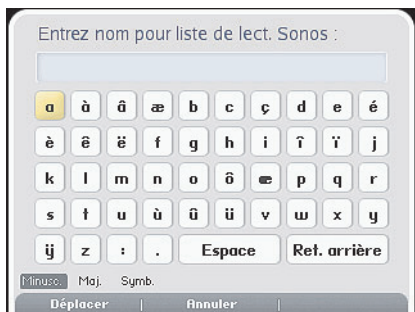 Entrez nom pour liste de lect. Sonos :
a à â æ b c ç d e é
è ê ë f g h i î ï j
k l m n o ô œ p q r
s t u ù û ü v w x y
ÿ z : . Espace Ret. arrière
Minusc. Maj. Symb.
Déplacer | Annuler |